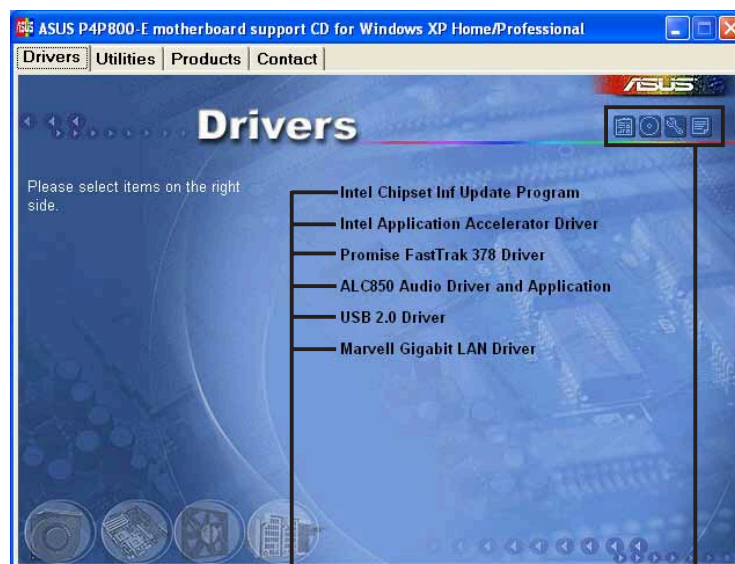 ASUS P4P800-E motherboard support CD for Windows XP Home/Professional
Drivers Utilities Products Contact
ASUS
Drivers
Please select items on the right
side.
Intel Chipset Inf Update Program
Intel Application Accelerator Driver
Promise FastTrak 378 Driver
ALC850 Audio Driver and Application
USB 2.0 Driver
Marvell Gigabit LAN Driver